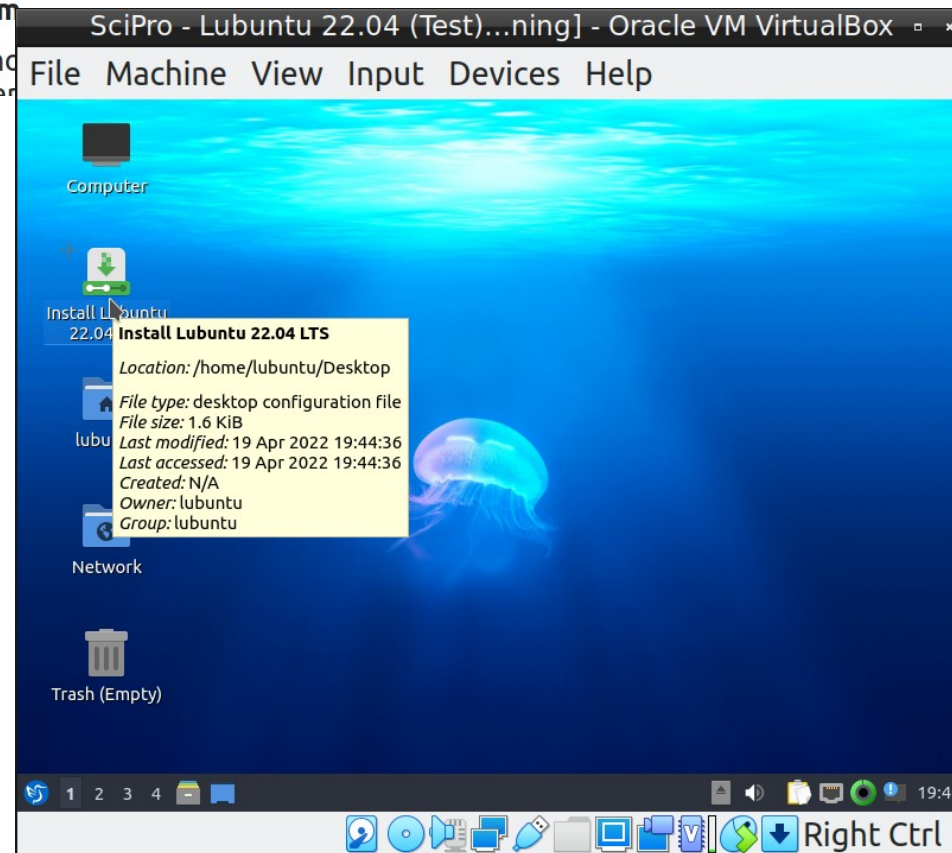 SciPro - Lubuntu 22.04 (Test)...ning] - Oracle VM VirtualBox
File Machine View Input Devices Help
Computer
Install Lubuntu
22.04
Install Lubuntu 22.04 LTS
Location: /home/lubuntu/Desktop
File type: desktop configuration file
File size: 1.6 KiB
Last modified: 19 Apr 2022 19:44:36
Last accessed: 19 Apr 2022 19:44:36
Created: N/A
Owner: lubuntu
Group: lubuntu
lubu
Network
Trash (Empty)
1 2 3 4
19:4
Right Ctrl